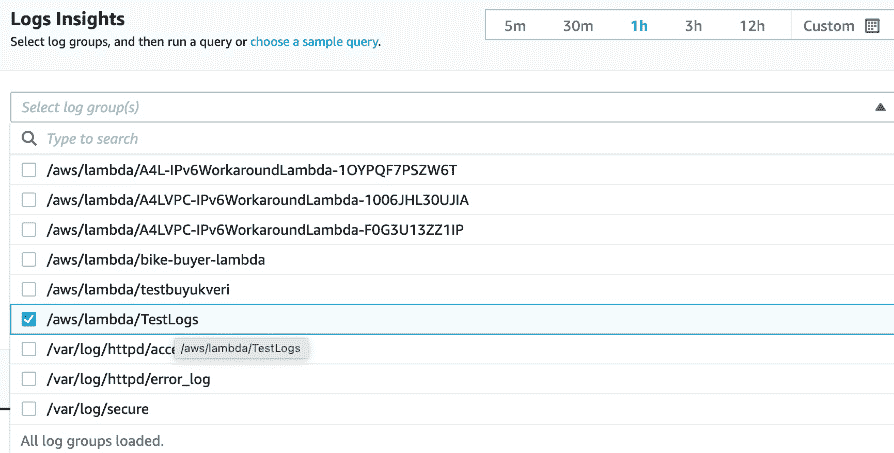 Logs Insights
5m 30m 1h 3h 12h Custom
Select log groups, and then run a query or choose a sample query.
Select log group(s)
Type to search
/aws/lambda/A4L-IPv6WorkaroundLambda-1OYPQF7PSZW6T
/aws/lambda/A4LVPC-IPv6WorkaroundLambda-1006JHL30UJIA
/aws/lambda/A4LVPC-IPv6WorkaroundLambda-F0G3U13ZZ1IP
/aws/lambda/bike-buyer-lambda
/aws/lambda/testbuyukveri
/aws/lambda/TestLogs
/var/log/httpd/acce
/aws/lambda/TestLogs
/var/log/httpd/error_log
/var/log/secure
All log groups loaded.